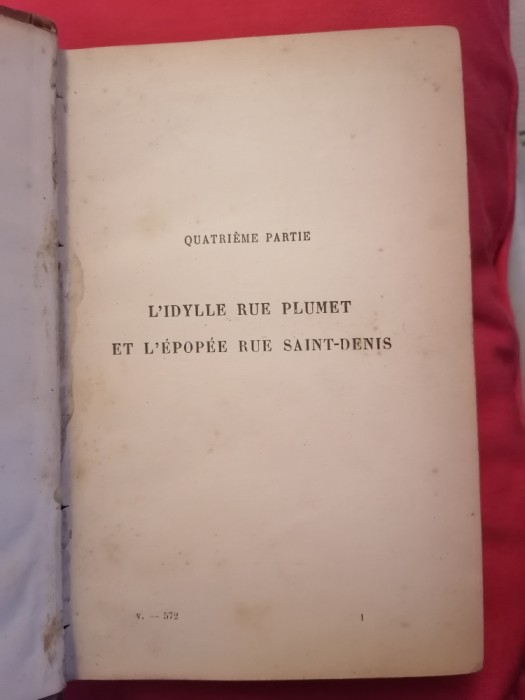 QUATRIÈME PARTIE
L'IDYLLE RUE PLUMET
ET L'ÉPOPÉE RUE SAINT-DENIS
V. — 572 1